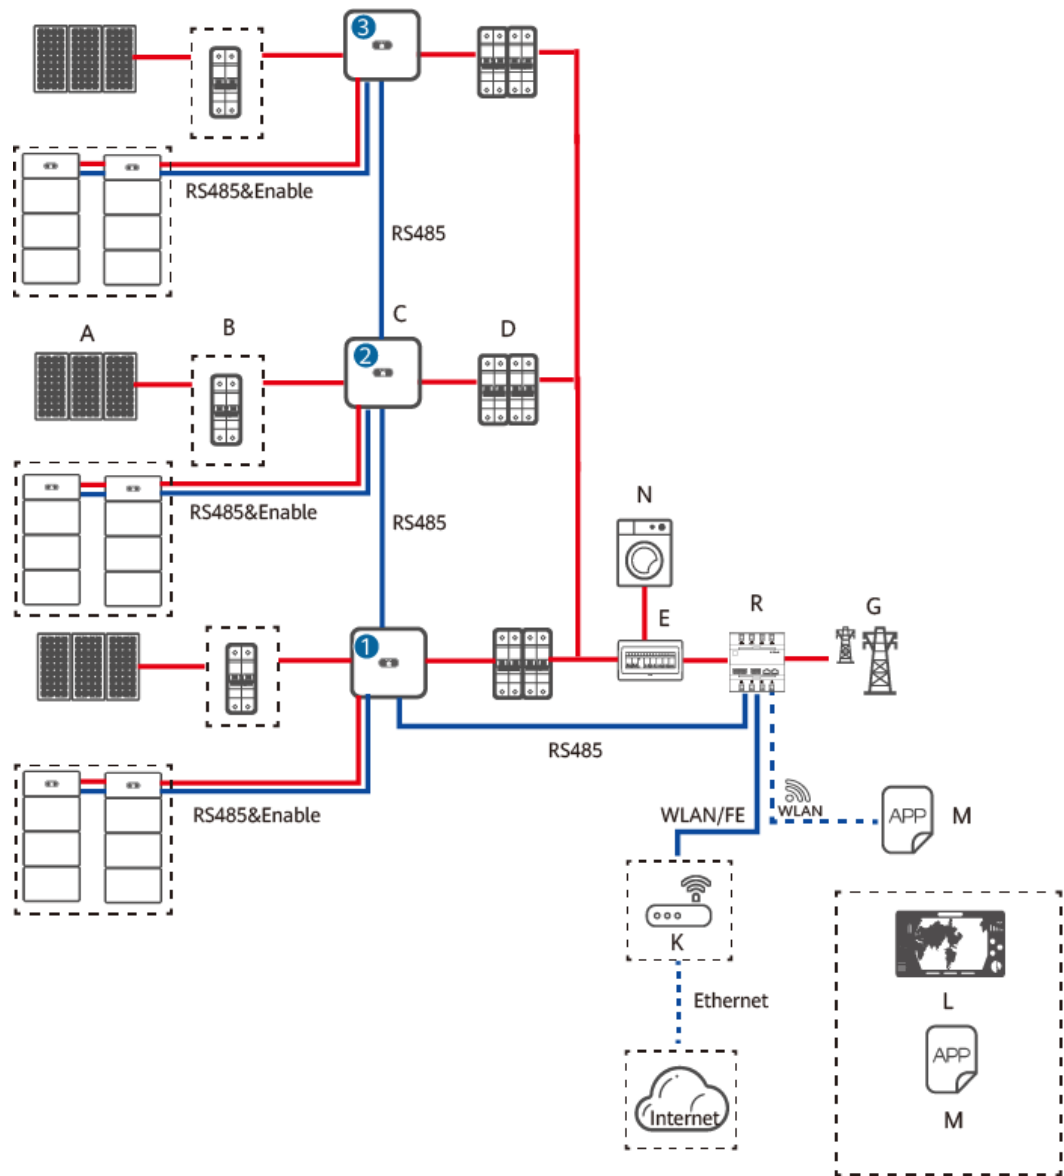 3
RS485&Enable
RS485
A
B
C
D
2
RS485&Enable
RS485
N
E
R
G
1
RS485
RS485&Enable
WLAN/FE
WLAN
APP
M
K
L
Ethernet
APP
M
Internet